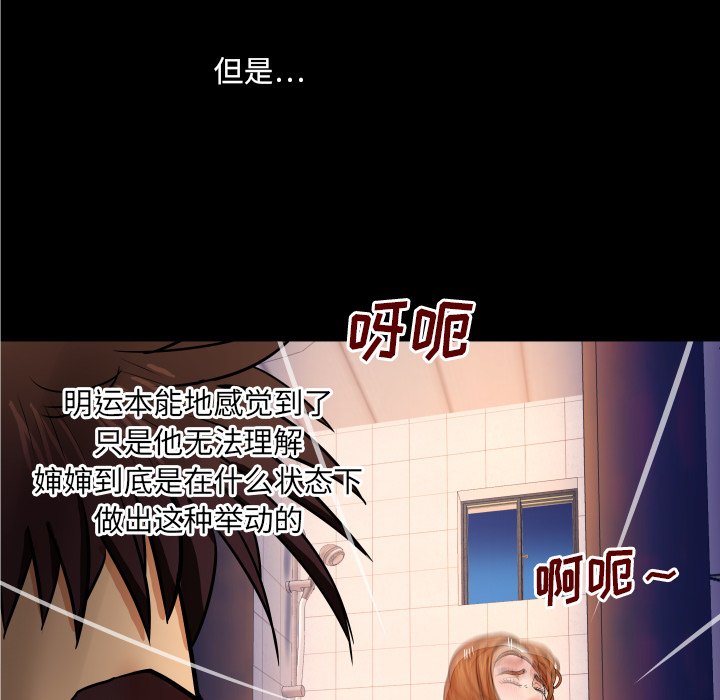 但是...
呀呃
明运本能地感觉到了
只是他无法理解
婶婶到底是在什么状态下
做出这种举动的
啊呃~